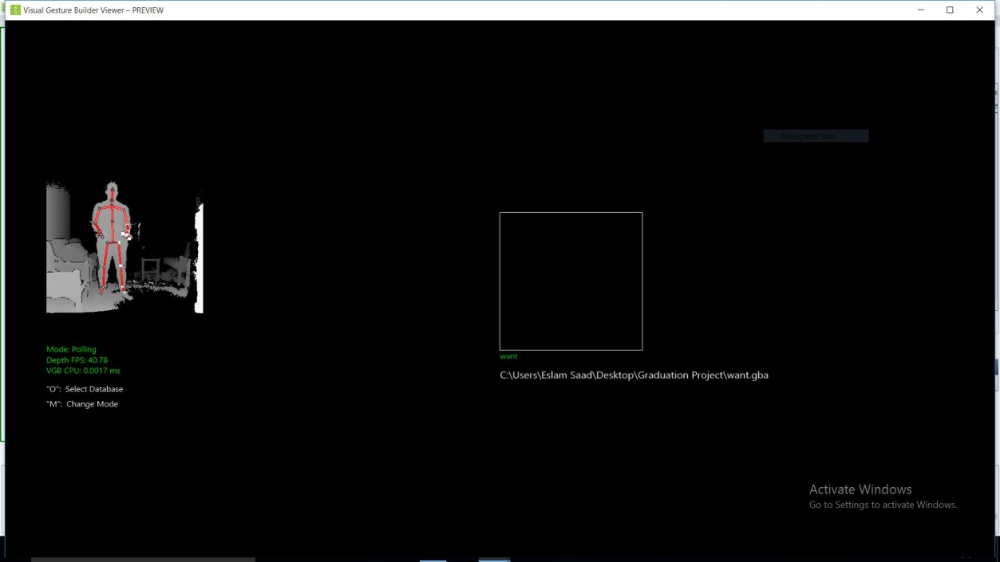 Visual Gesture Builder Viewer – PREVIEW
Full-screen Snip
Mode: Polling
Depth FPS: 40.78
VGB CPU: 0.0017 ms
"O": Select Database
"M": Change Mode
want
C:\Users\Eslam Saad\Desktop\Graduation Project\want.gba
Activate Windows
Go to Settings to activate Windows.